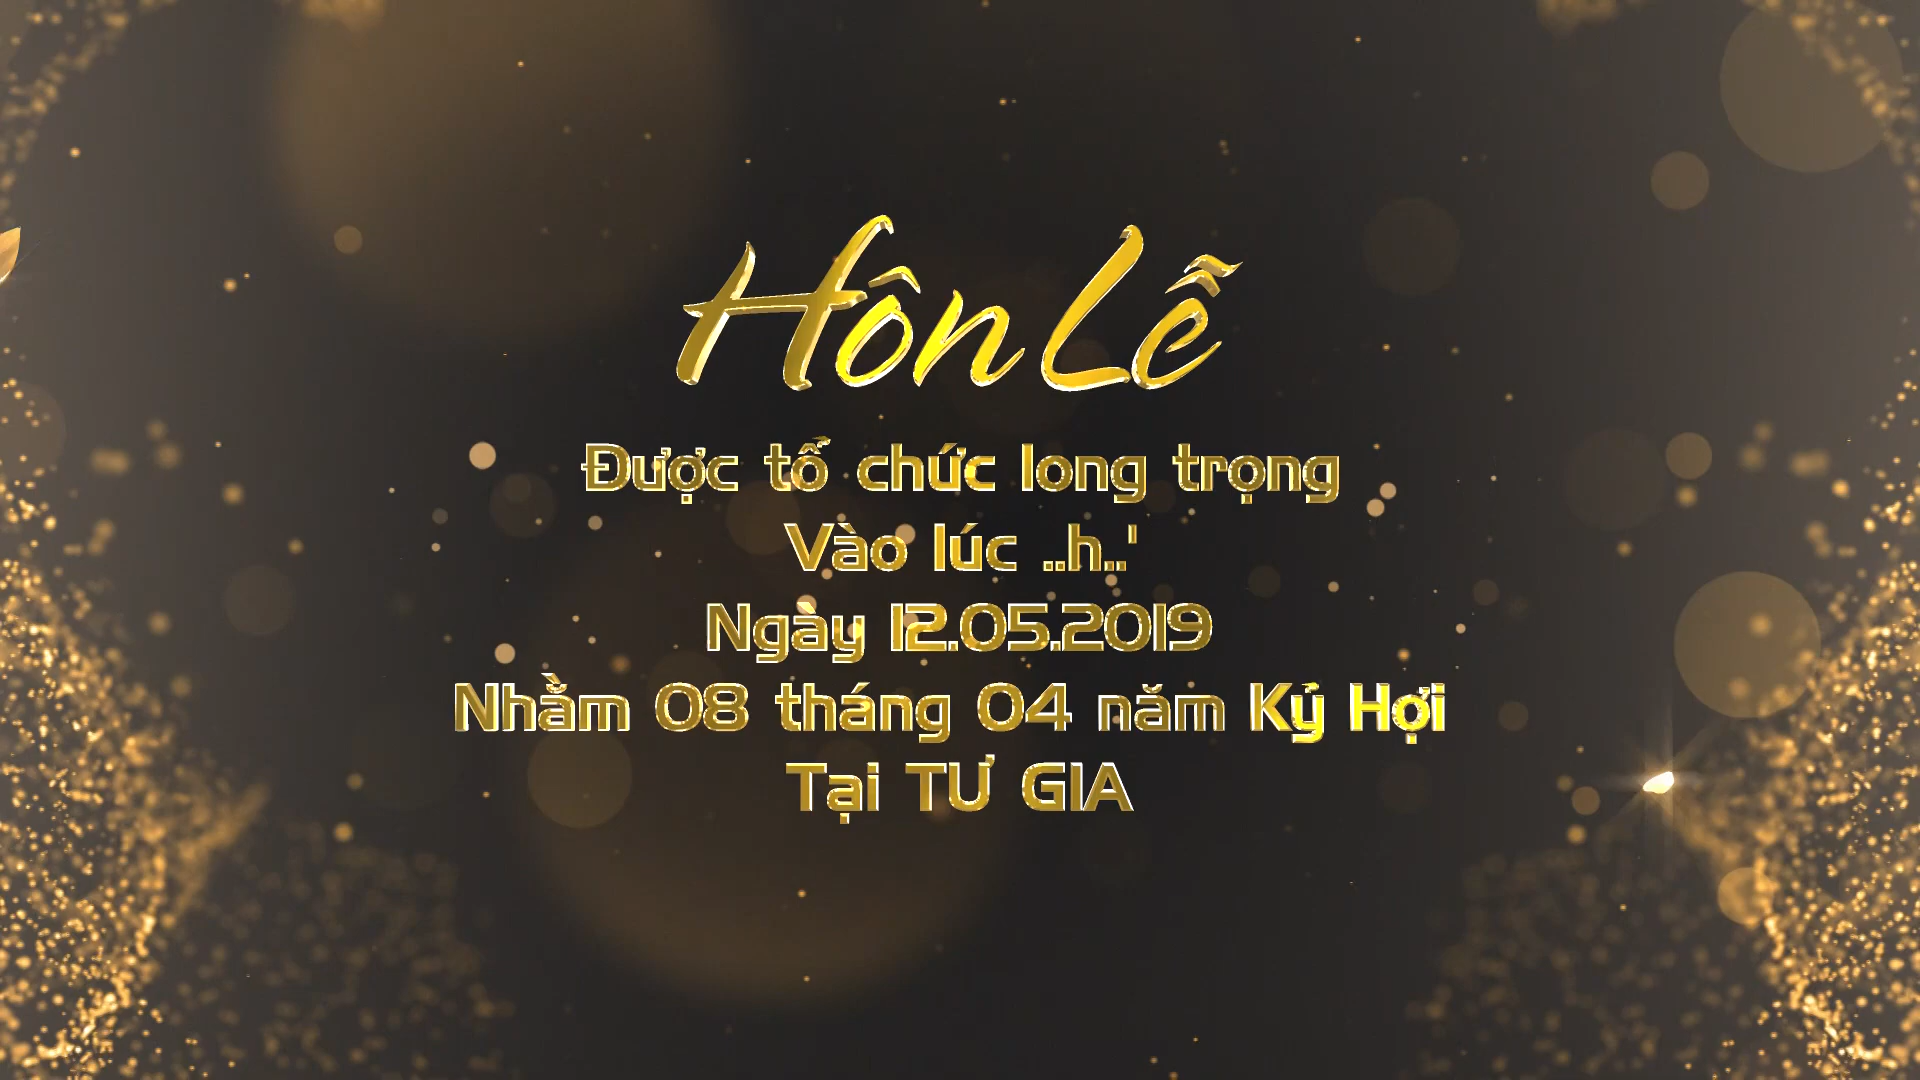 Hôn Lễ
Được tổ chức long trọng
Vào lúc ..h..'
Ngày 12.05.2019
Nhằm 08 tháng 04 năm Kỷ Hợi
Tại TƯ GIA